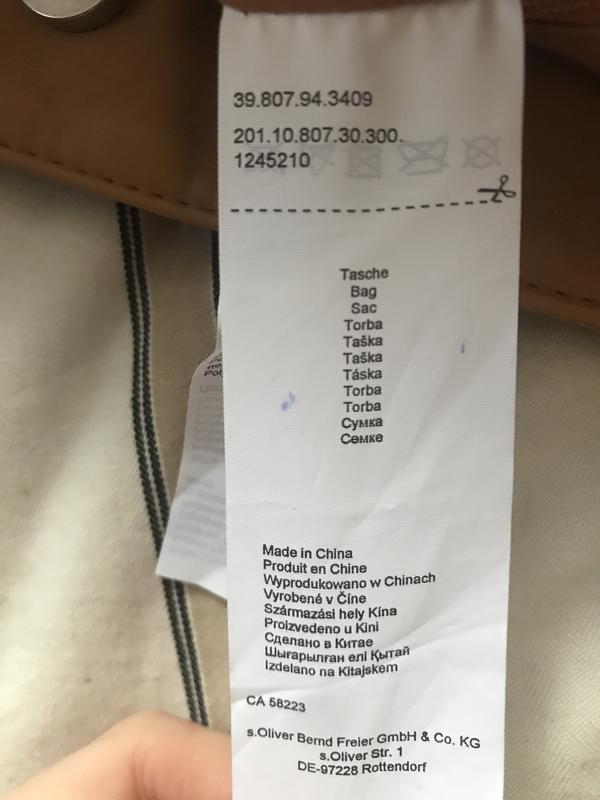 39.807.94.3409
201.10.807.30.300.
1245210
Tasche
Bag
Sac
Torba
Taška
Taška
Táska
Torba
Torba
Сумка
Сөмке
Made in China
Produit en Chine
Wyprodukowano w Chinach
Vyrobené v Číne
Származási hely Kína
Proizvedeno u Kini
Сделано в Китае
Шығарылған елі Қытай
Izdelano na Kitajskem
CA 58223
s.Oliver Bernd Freier GmbH & Co. KG
s.Oliver Str. 1
DE-97228 Rottendorf